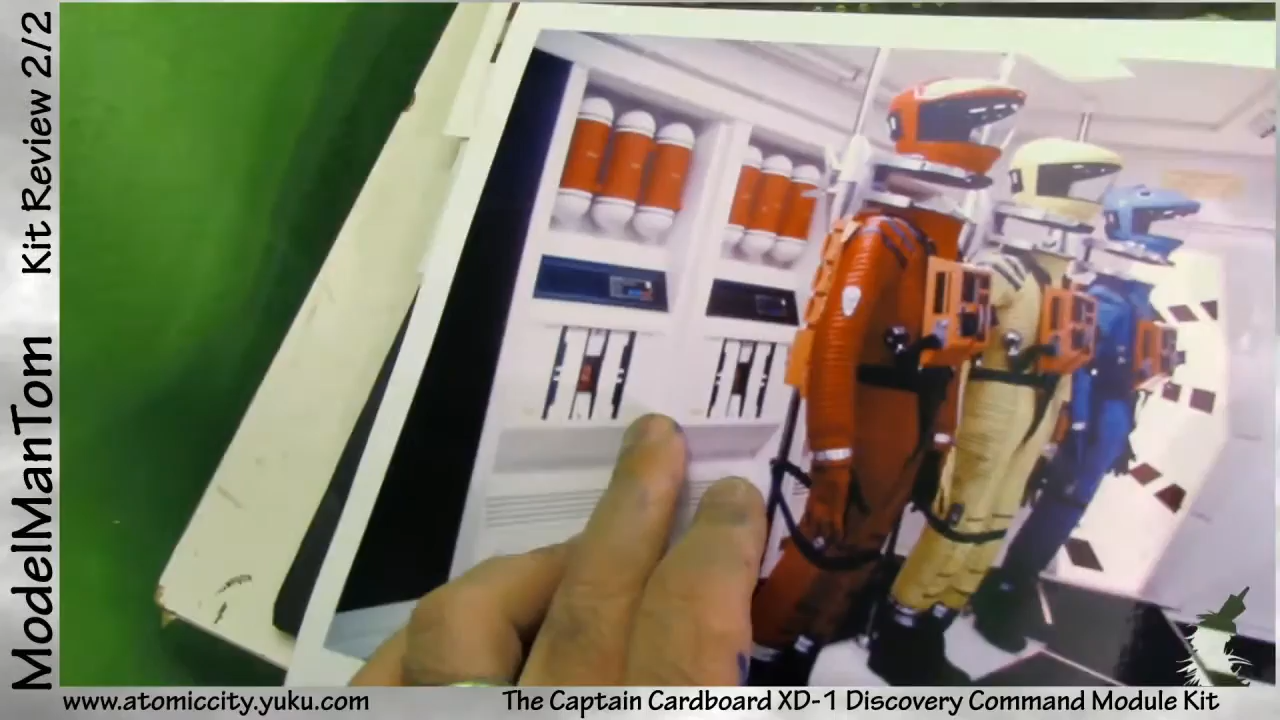 ModelManTom Kit Review 2/2
www.atomiccity.yuku.com
The Captain Cardboard XD-1 Discovery Command Module Kit